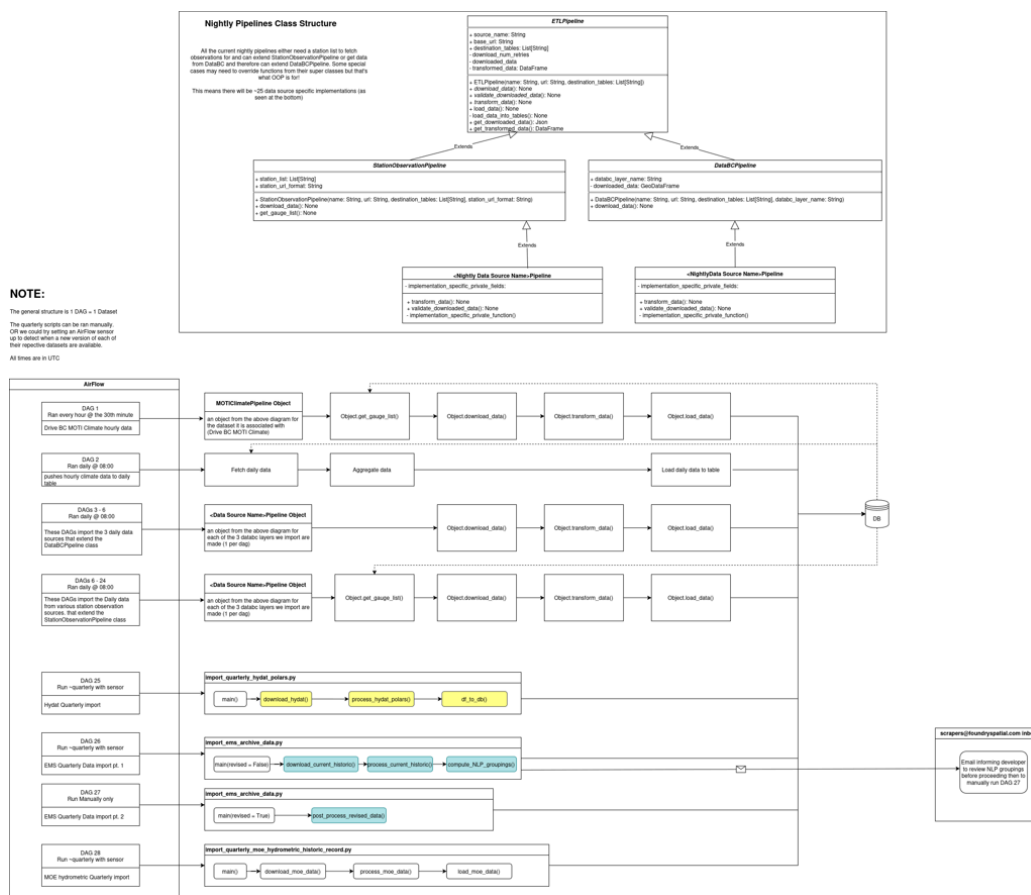 Nightly Pipelines Class Structure
All the current nightly pipelines either need a station list to fetch
observations for and can extend StationObservationPipeline or get data
from DataBC and therefore can extend DataBCPipeline. Some special
cases may need to override functions from their super classes but that's
what OOP is for!
This means there will be ~25 data source specific implementations (as
seen at the bottom)
ETLPipeline
+ source_name: String
+ base_url: String
+ destination_tables: List[String]
- download_num_retries
- downloaded_data
- transformed_data: DataFrame
+ ETLPipeline(name: String, url: String, destination_tables: List[String])
+ download_data(): None
+ validate_downloaded_data(): None
+ transform_data(): None
+ load_data(): None
- load_data_into_tables(): None
+ get_downloaded_data(): Json
+ get_transformed_data(): DataFrame
Extends
Extends
StationObservationPipeline
+ station_list: List[String]
+ station_url_format: String
+ StationObservationPipeline(name: String, url: String, destination_tables: List[String], station_url_format: String)
+ download_data(): None
+ get_gauge_list(): None
DataBCPipeline
+ databc_layer_name: String
- downloaded_data: GeoDataFrame
+ DataBCPipeline(name: String, url: String, destination_tables: List[String], databc_layer_name: String)
+ download_data(): None
Extends
Extends
<Nightly Data Source Name>Pipeline
- implementation_specific_private_fields:
+ transform_data(): None
+ validate_downloaded_data(): None
- implementation_specific_private_function()
<NightlyData Source Name>Pipeline
- implementation_specific_private_fields:
+ transform_data(): None
+ validate_downloaded_data(): None
- implementation_specific_private_function()
NOTE:
The general structure is 1 DAG = 1 Dataset
The quarterly scripts can be ran manually.
OR we could try setting an AirFlow sensor
up to detect when a new version of each of
their repective datasets are available.
All times are in UTC
AirFlow
DAG 1
Ran every hour @ the 30th minute
Drive BC MOTI Climate hourly data
MOTIClimatePipeline Object
an object from the above diagram for
the dataset it is associated with
(Drive BC MOTI Climate)
Object.get_gauge_list()
Object.download_data()
Object.transform_data()
Object.load_data()
DAG 2
Ran daily @ 08:00
pushes hourly climate data to daily
table
Fetch daily data
Aggregate data
Load daily data to table
DAGs 3 - 6
Ran daily @ 08:00
These DAGs import the 3 daily data
sources that extend the
DataBCPipeline class
<Data Source Name>Pipeline Object
an object from the above diagram for
each of the 3 databc layers we import are
made (1 per dag)
Object.download_data()
Object.transform_data()
Object.load_data()
DB
DAGs 6 - 24
Ran daily @ 08:00
These DAGs import the Daily data
from various station observation
sources, that extend the
StationObservationPipeline class
<Data Source Name>Pipeline Object
an object from the above diagram for
each of the 3 databc layers we import are
made (1 per dag)
Object.get_gauge_list()
Object.download_data()
Object.transform_data()
Object.load_data()
DAG 25
Run ~quarterly with sensor
Hydat Quarterly import
import_quarterly_hydat_polars.py
main()
download_hydat()
process_hydat_polars()
df_to_db()
DAG 26
Run ~quarterly with sensor
EMS Quarterly Data import pt. 1
import_ems_archive_data.py
main(revised = False)
download_current_historic()
process_current_historic()
compute_NLP_groupings()
scrapers@foundryspatial.com inbo
Email informing developer
to review NLP groupings
before proceeding then to
manually run DAG 27
DAG 27
Run Manually only
EMS Quarterly Data import pt. 2
import_ems_archive_data.py
main(revised = True)
post_process_revised_data()
DAG 28
Run ~quarterly with sensor
MOE hydrometric Quarterly import
import_quarterly_moe_hydrometric_historic_record.py
main()
download_moe_data()
process_moe_data()
load_moe_data()